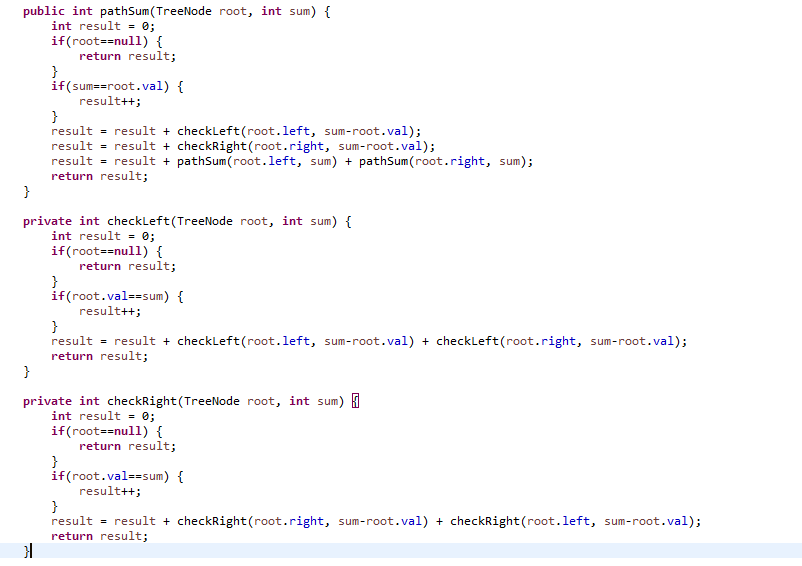 public int pathSum(TreeNode root, int sum) {
    int result = 0;
    if(root==null) {
        return result;
    }
    if(sum==root.val) {
        result++;
    }
    result = result + checkLeft(root.left, sum-root.val);
    result = result + checkRight(root.right, sum-root.val);
    result = result + pathSum(root.left, sum) + pathSum(root.right, sum);
    return result;
}

private int checkLeft(TreeNode root, int sum) {
    int result = 0;
    if(root==null) {
        return result;
    }
    if(root.val==sum) {
        result++;
    }
    result = result + checkLeft(root.left, sum-root.val) + checkLeft(root.right, sum-root.val);
    return result;
}

private int checkRight(TreeNode root, int sum) {
    int result = 0;
    if(root==null) {
        return result;
    }
    if(root.val==sum) {
        result++;
    }
    result = result + checkRight(root.right, sum-root.val) + checkRight(root.left, sum-root.val);
    return result;
}